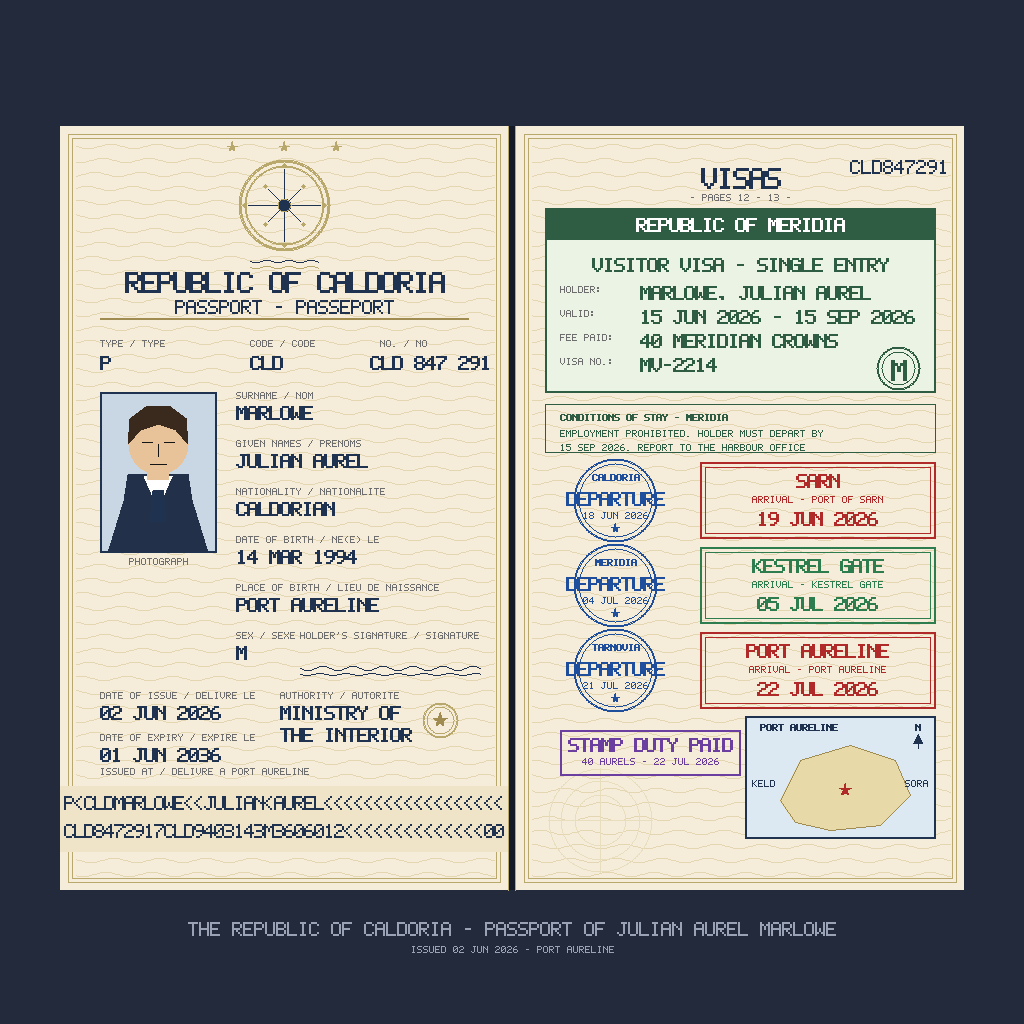 REPUBLIC OF CALDORIA
PASSPORT - PASSEPORT
TYPE / TYPE CODE / CODE NO. / NO
P CLD CLD 847 291
SURNAME / NOM
MARLOWE
GIVEN NAMES / PRENOMS
JULIAN AUREL
NATIONALITY / NATIONALITE
CALDORIAN
DATE OF BIRTH / NE(E) LE
14 MAR 1994
PHOTOGRAPH
PLACE OF BIRTH / LIEU DE NAISSANCE
PORT AURELINE
SEX / SEXE HOLDER'S SIGNATURE / SIGNATURE
M
DATE OF ISSUE / DELIVRE LE
02 JUN 2026
DATE OF EXPIRY / EXPIRE LE
01 JUN 2036
AUTHORITY / AUTORITE
MINISTRY OF
THE INTERIOR
ISSUED AT / DELIVRE A PORT AURELINE
P<CLDMARLOWE<<JULIAN<AUREL<<<<<<<<<<<<<<<<<<
CLD8472917CLD9403143M3606012<<<<<<<<<<<<<<00
CLD847291
VISAS
- PAGES 12 - 13 -
REPUBLIC OF MERIDIA
VISITOR VISA - SINGLE ENTRY
HOLDER: MARLOWE, JULIAN AUREL
VALID: 15 JUN 2026 - 15 SEP 2026
FEE PAID: 40 MERIDIAN CROWNS
VISA NO.: MV-2214
M
CONDITIONS OF STAY - MERIDIA
EMPLOYMENT PROHIBITED. HOLDER MUST DEPART BY
15 SEP 2026. REPORT TO THE HARBOUR OFFICE
CALDORIA
DEPARTURE
18 JUN 2026
SARN
ARRIVAL - PORT OF SARN
19 JUN 2026
MERIDIA
DEPARTURE
04 JUL 2026
KESTREL GATE
ARRIVAL - KESTREL GATE
05 JUL 2026
TARNOVIA
DEPARTURE
21 JUL 2026
PORT AURELINE
ARRIVAL - PORT AURELINE
22 JUL 2026
STAMP DUTY PAID
40 AURELS - 22 JUL 2026
PORT AURELINE N
KELD SORA
THE REPUBLIC OF CALDORIA - PASSPORT OF JULIAN AUREL MARLOWE
ISSUED 02 JUN 2026 - PORT AURELINE